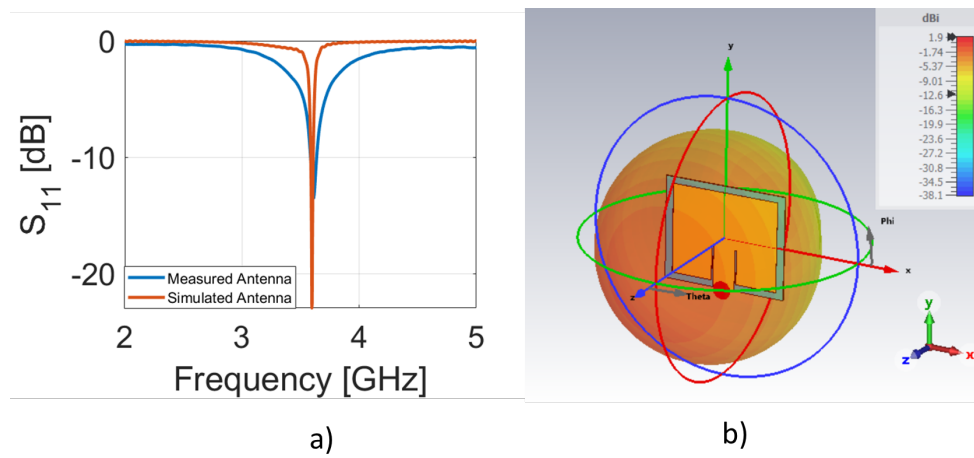 0
-10
-20
S11 [dB]
Measured Antenna
Simulated Antenna
2 3 4 5
Frequency [GHz]
a)
dBi
1.9
-1.74
-5.37
-9.01
-12.6
-16.3
-19.9
-23.6
-27.2
-30.8
-34.5
-38.1
y
Phi
x
z
Theta
y
z
x
b)